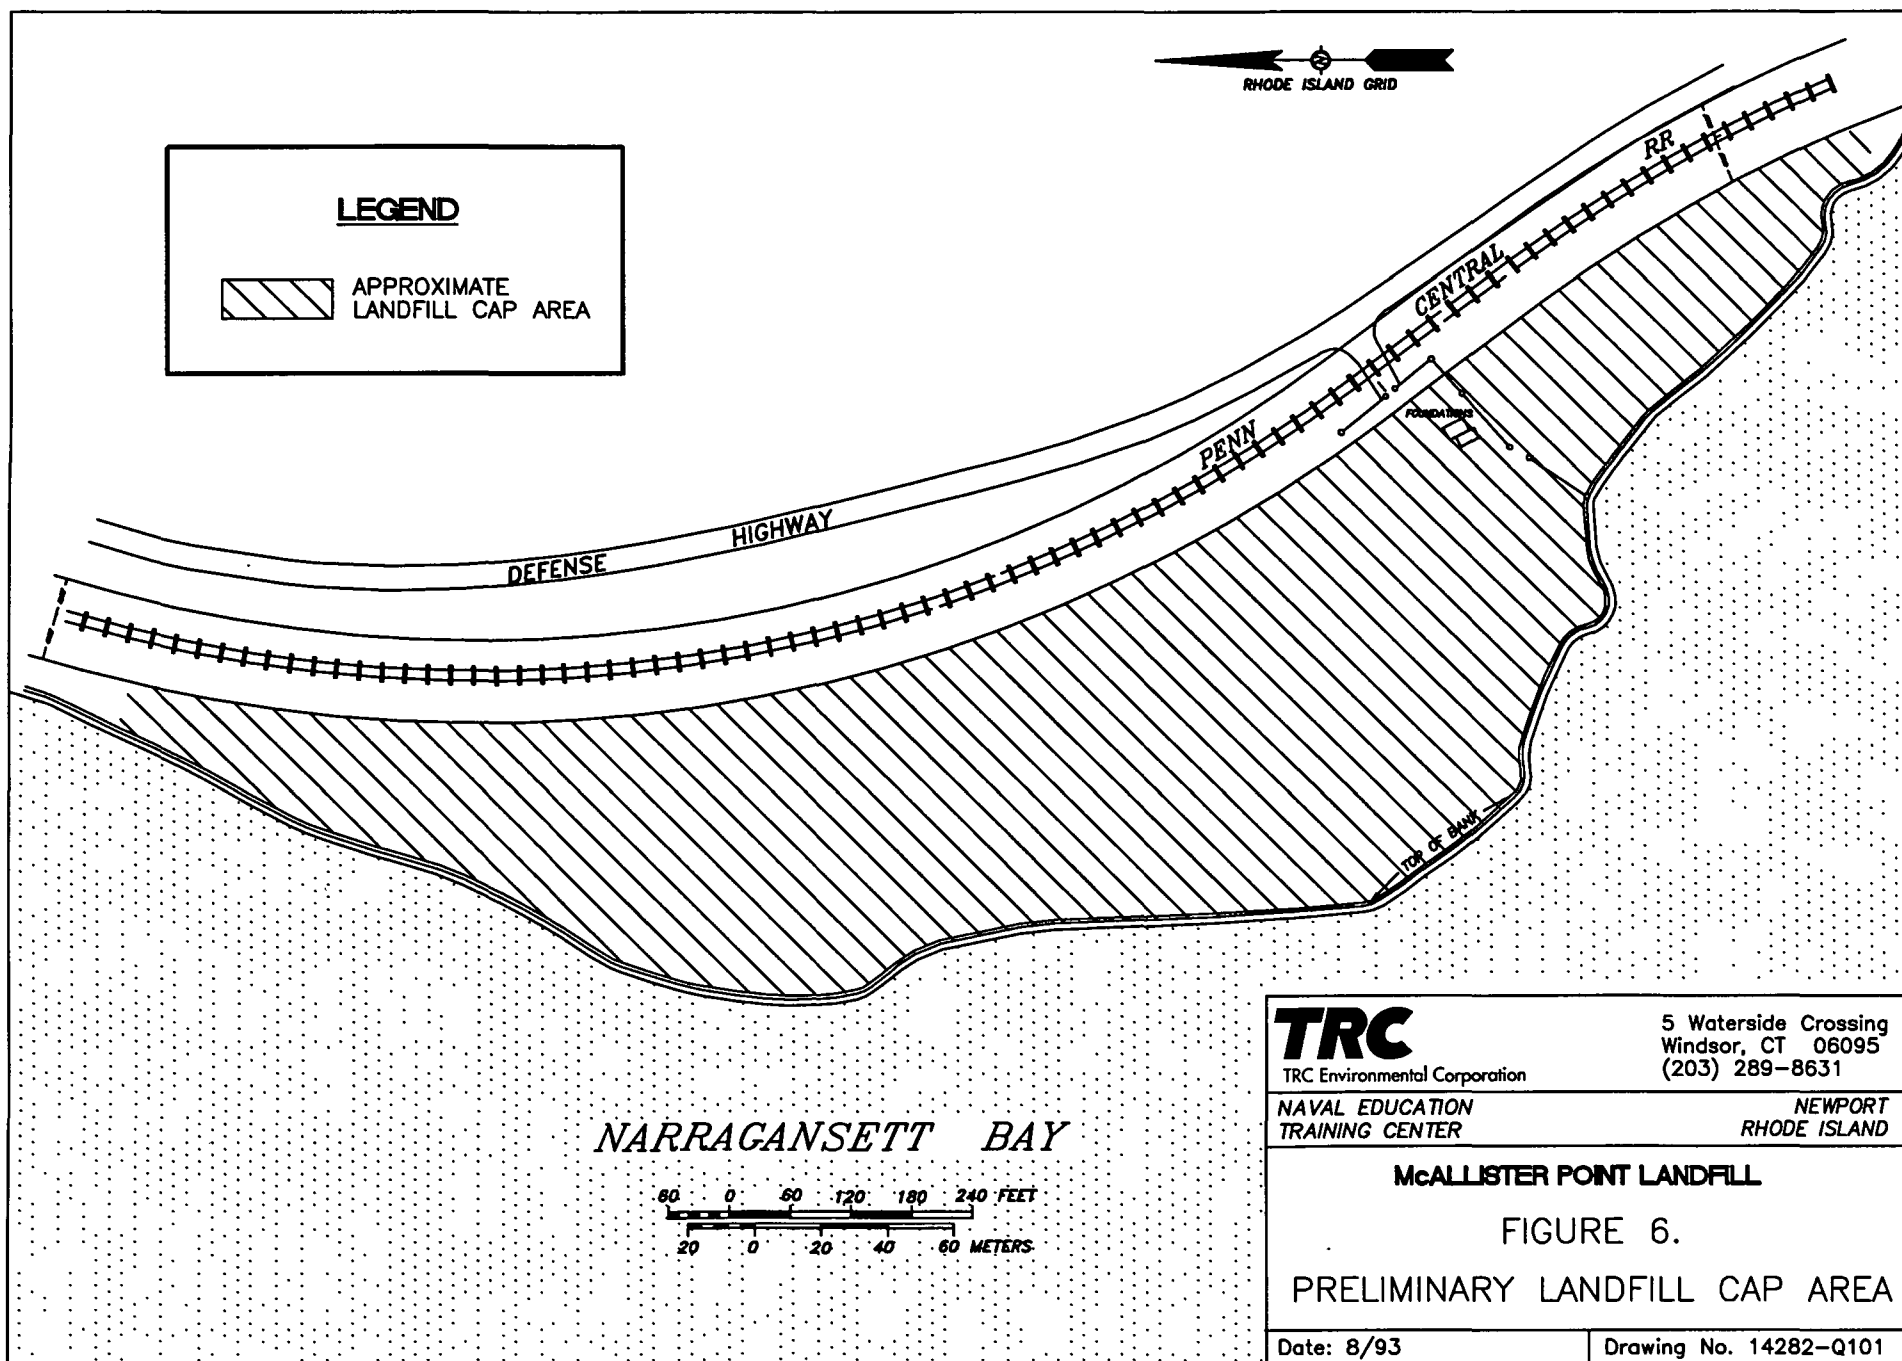 N
RHODE ISLAND GRID
LEGEND
APPROXIMATE
LANDFILL CAP AREA
RR
CENTRAL
PENN
FOUNDATIONS
HIGHWAY
DEFENSE
TOP OF BANK
NARRAGANSETT BAY
60 0 60 120 180 240 FEET
20 0 20 40 60 METERS
TRC
TRC Environmental Corporation
5 Waterside Crossing
Windsor, CT 06095
(203) 289-8631
NAVAL EDUCATION
TRAINING CENTER
NEWPORT
RHODE ISLAND
McALLISTER POINT LANDFILL
FIGURE 6.
PRELIMINARY LANDFILL CAP AREA
Date: 8/93
Drawing No. 14282-Q101